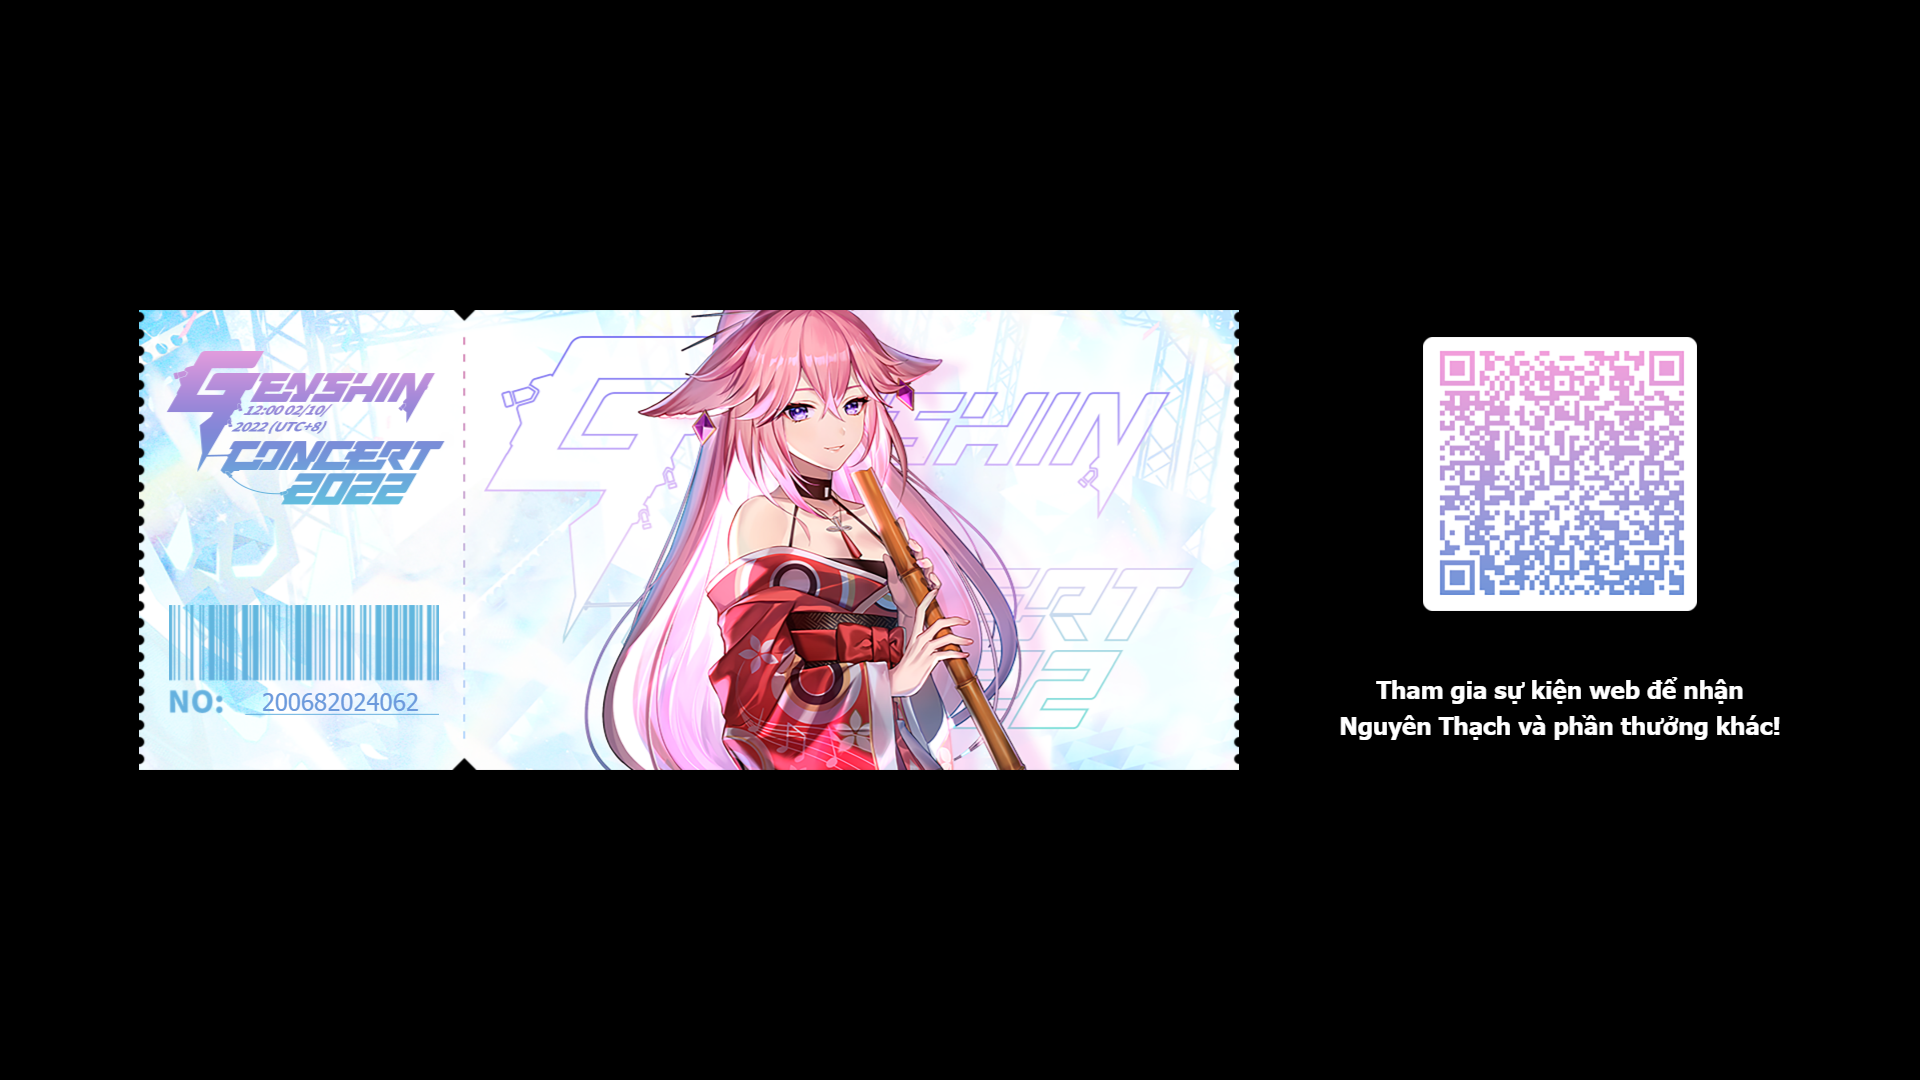 GENSHIN
12:00 02/10/
2022 (UTC+8)
CONCERT
2022
NO: 200682024062
GENSHIN
Tham gia sự kiện web để nhận
Nguyên Thạch và phần thưởng khác!